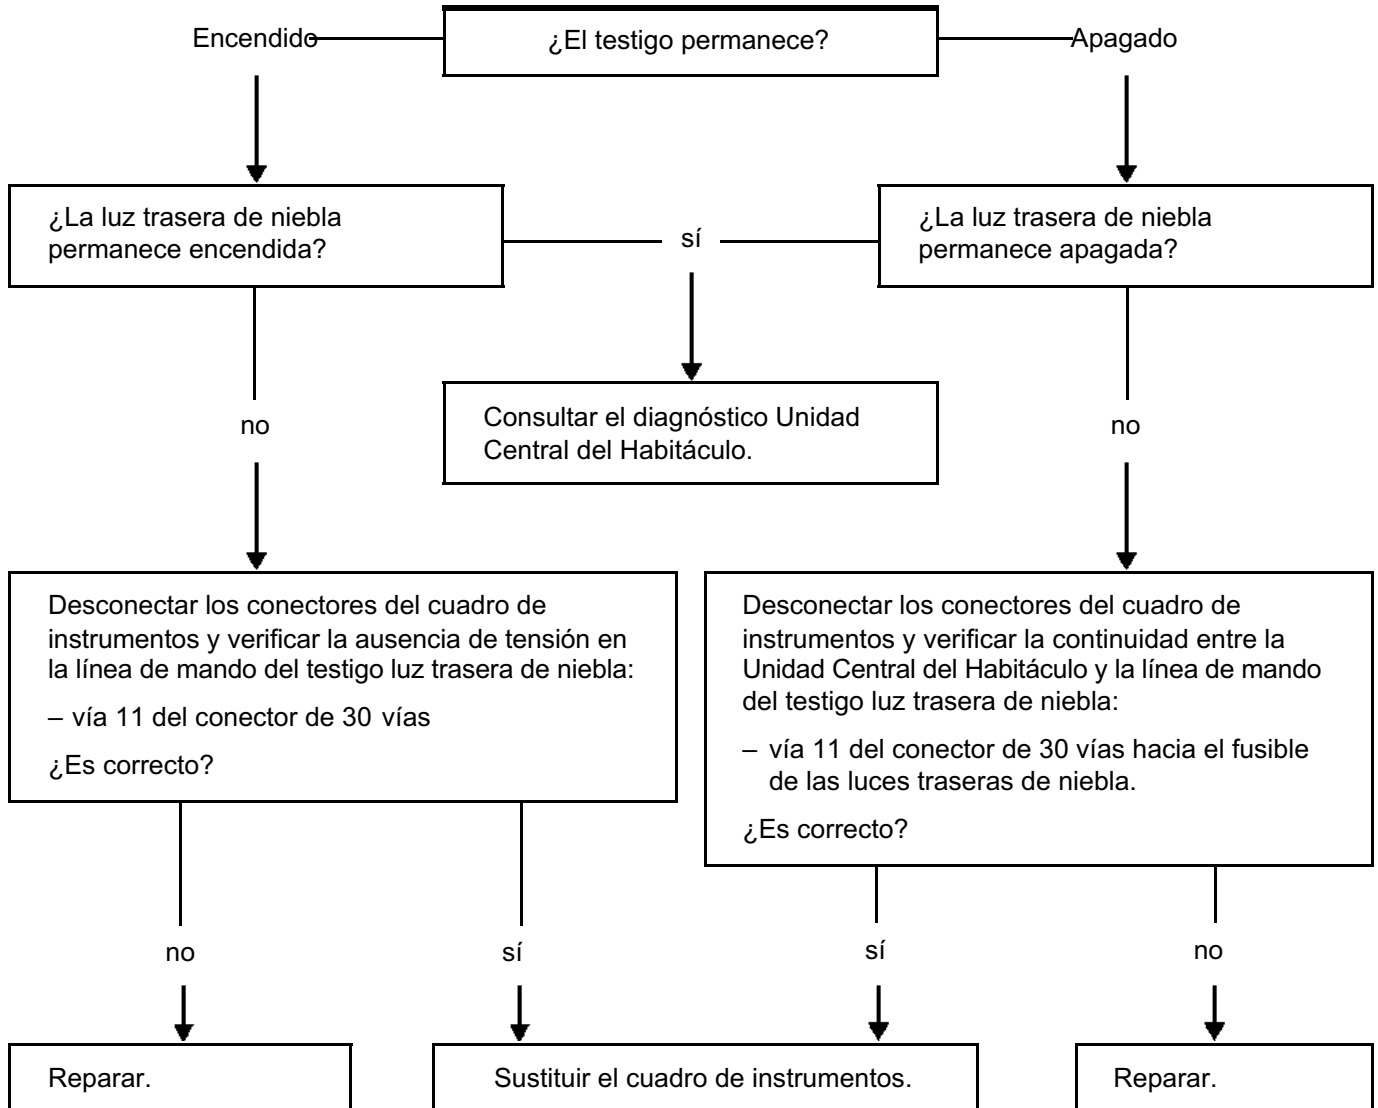 Encendido
¿El testigo permanece?
Apagado
¿La luz trasera de niebla
permanece encendida?
sí
¿La luz trasera de niebla
permanece apagada?
no
Consultar el diagnóstico Unidad
Central del Habitáculo.
no
Desconectar los conectores del cuadro de
instrumentos y verificar la ausencia de tensión en
la línea de mando del testigo luz trasera de niebla:
– vía 11 del conector de 30 vías
¿Es correcto?
Desconectar los conectores del cuadro de
instrumentos y verificar la continuidad entre la
Unidad Central del Habitáculo y la línea de mando
del testigo luz trasera de niebla:
– vía 11 del conector de 30 vías hacia el fusible
de las luces traseras de niebla.
¿Es correcto?
no
sí
sí
no
Reparar.
Sustituir el cuadro de instrumentos.
Reparar.